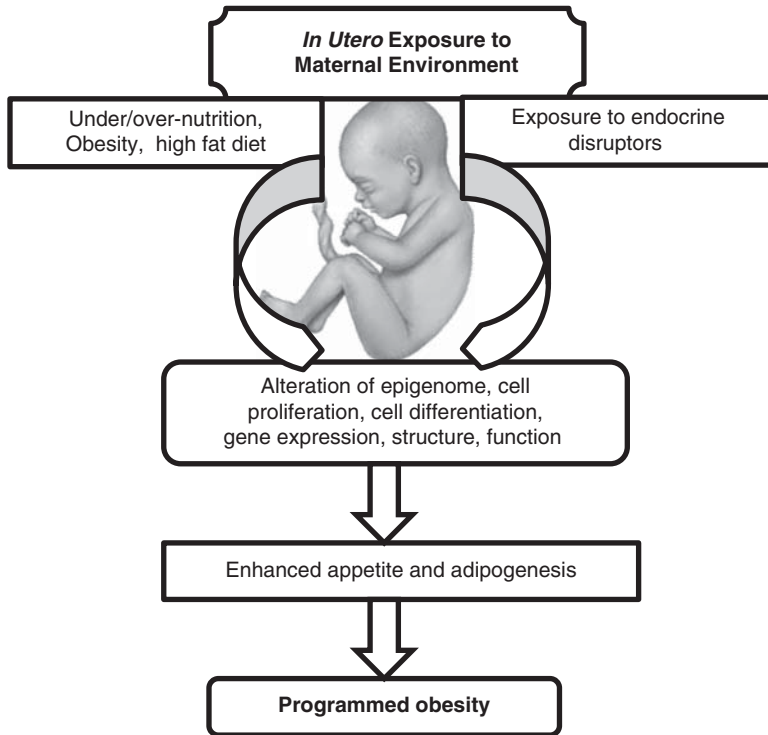 In Utero Exposure to
Maternal Environment
Under/over-nutrition,
Obesity, high fat diet
Exposure to endocrine
disruptors
Alteration of epigenome, cell
proliferation, cell differentiation,
gene expression, structure, function
Enhanced appetite and adipogenesis
Programmed obesity